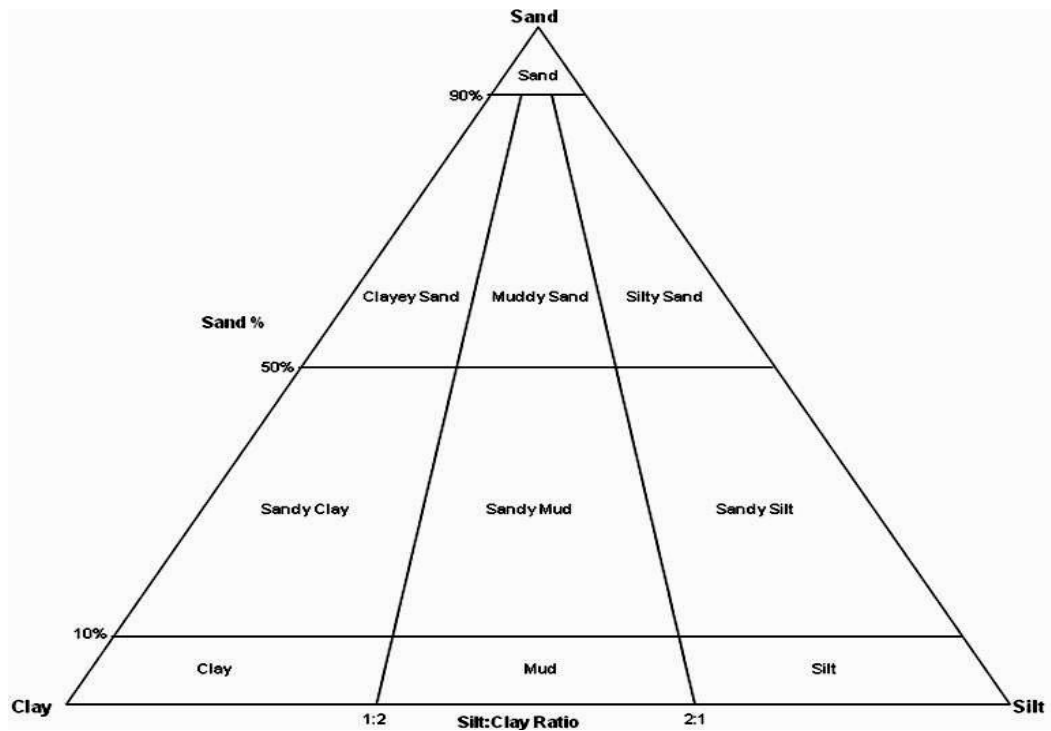 Sand
Sand
90%
Clayey Sand Muddy Sand Silty Sand
Sand %
50%
Sandy Clay Sandy Mud Sandy Silt
10%
Clay Mud Silt
Clay Silt
1:2 Silt:Clay Ratio 2:1